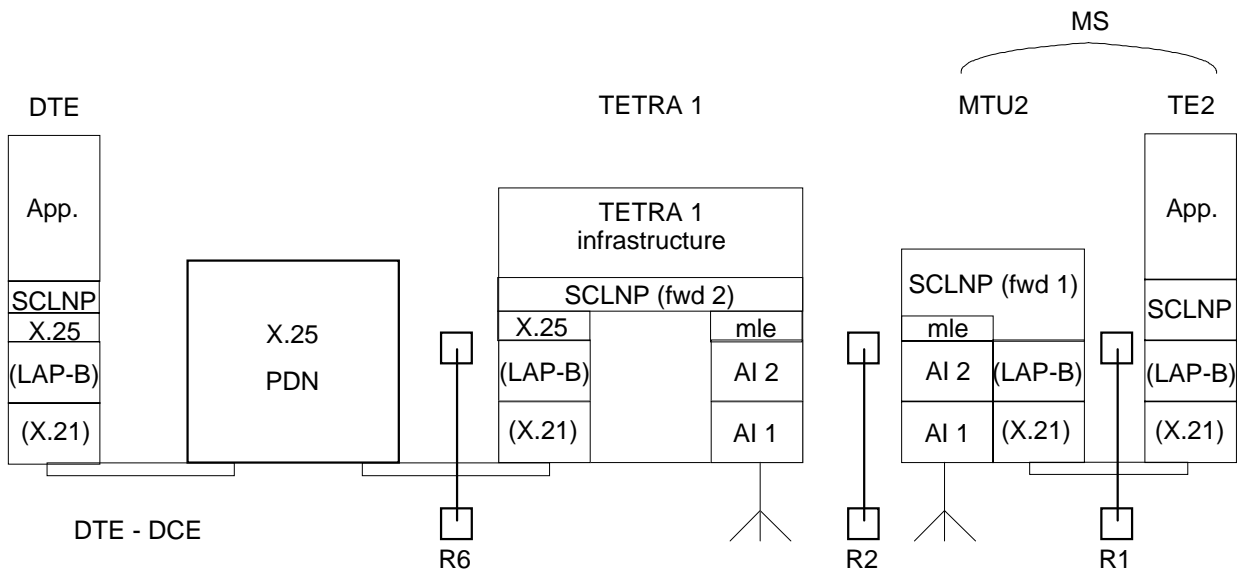 MS
DTE
TETRA 1
MTU2
TE2
App.
TETRA 1
infrastructure
App.
SCLNP
X.25
(LAP-B)
(X.21)
X.25
PDN
SCLNP (fwd 2)
X.25
(LAP-B)
(X.21)
mle
AI 2
AI 1
SCLNP (fwd 1)
mle
AI 2
AI 1
(LAP-B)
(X.21)
SCLNP
(LAP-B)
(X.21)
DTE - DCE
R6
R2
R1